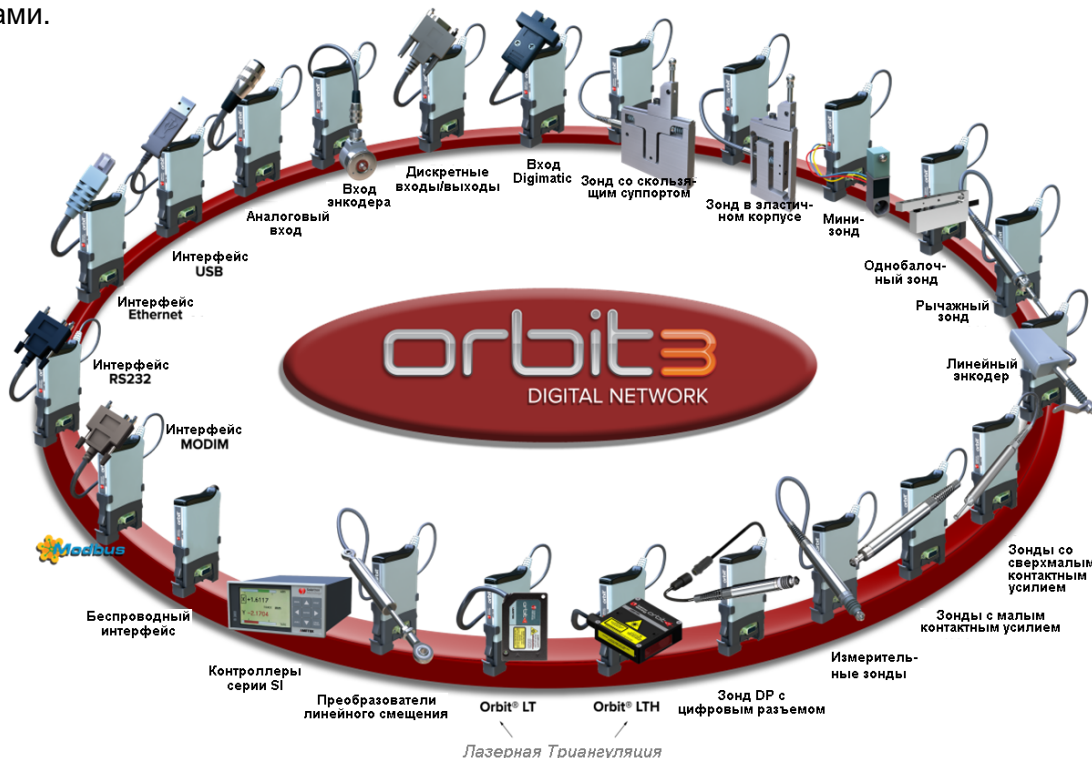 ами.
Вход
энкодера
Дискретные
входы/выходы
Вход
Digimatic
Зонд со скользя-
щим суппортом
Зонд в эластич-
ном корпусе
Мини-
зонд
Аналоговый
вход
Интерфейс
USB
Однобалоч-
ный зонд
Интерфейс
Ethernet
Рычажный
зонд
orbit3
DIGITAL NETWORK
Интерфейс
RS232
Линейный
энкодер
Интерфейс
MODIM
Modbus
Зонды со
сверхмалым
контактным
усилием
Беспроводный
интерфейс
Зонды с малым
контактным усилием
Контроллеры
серии SI
Измеритель-
ные зонды
Преобразователи
линейного смещения
Orbit® LT
Orbit® LTH
Зонд DP с
цифровым разъемом
Лазерная Триангуляция